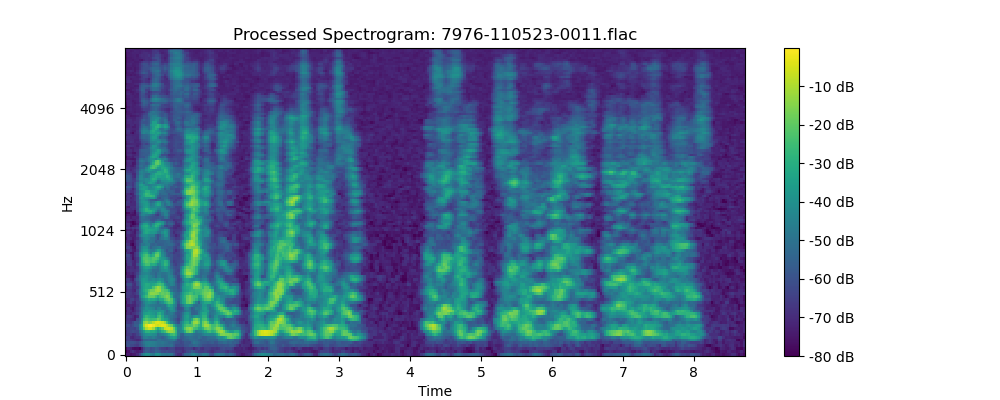 Processed Spectrogram: 7976-110523-0011.flac
Hz
4096
2048
1024
512
0
0 1 2 3 4 5 6 7 8
Time
-10 dB
-20 dB
-30 dB
-40 dB
-50 dB
-60 dB
-70 dB
-80 dB